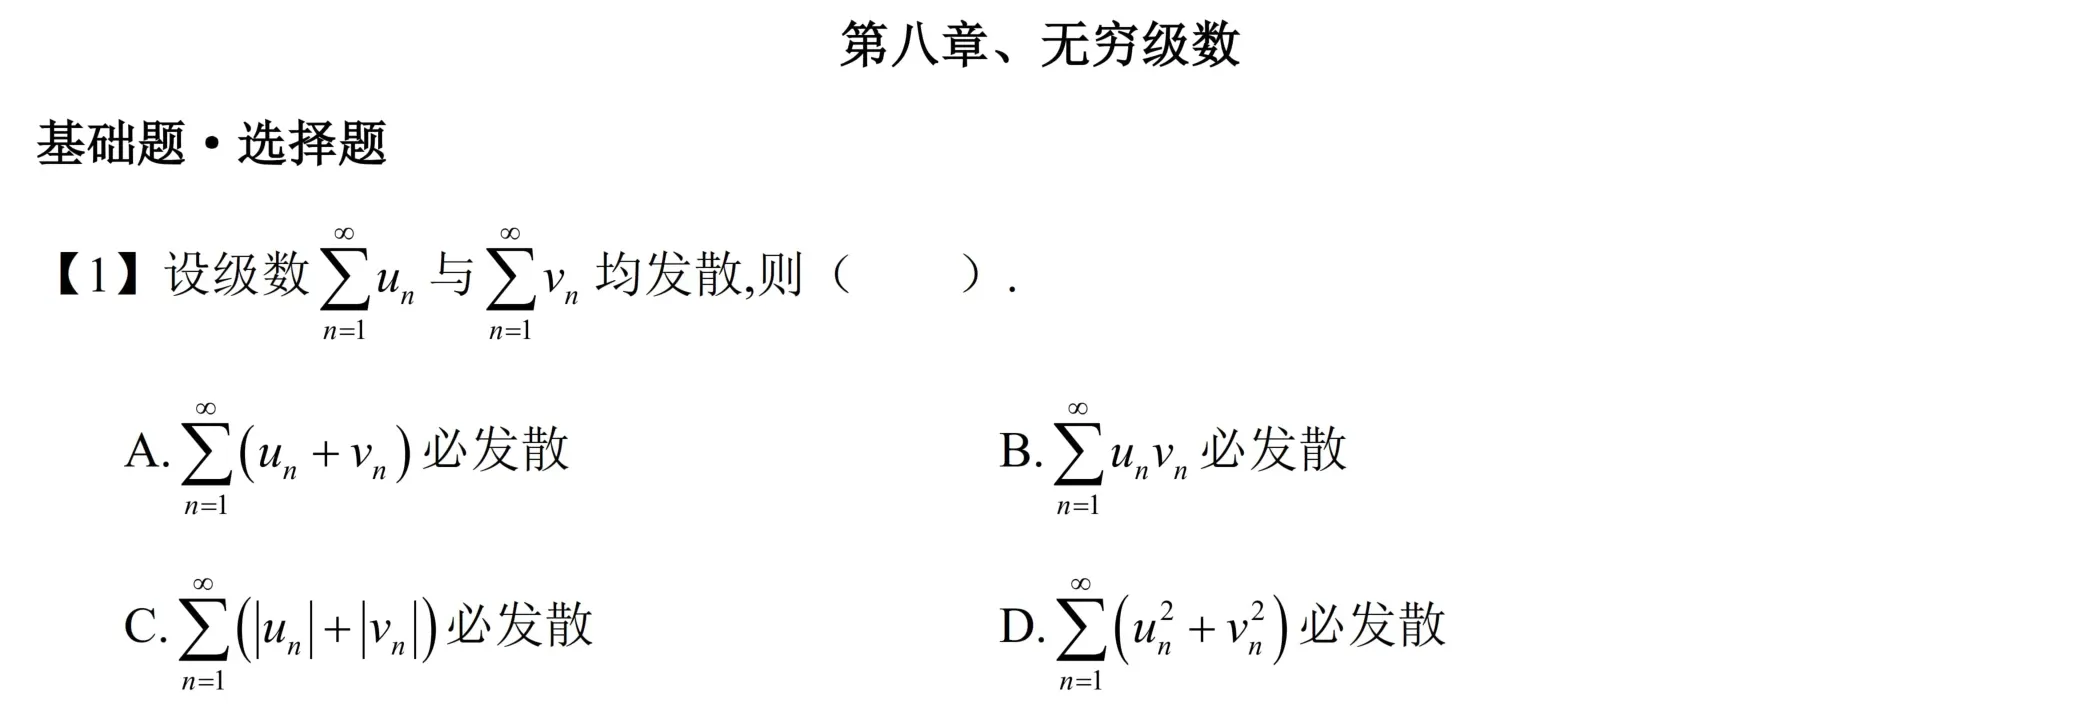 第八章、无穷级数
基础题·选择题
【1】设级数$\sum_{n=1}^{\infty} u_n$与$\sum_{n=1}^{\infty} v_n$均发散,则（　　）.
A.$\sum_{n=1}^{\infty}(u_n+v_n)$必发散　　B.$\sum_{n=1}^{\infty} u_n v_n$必发散
C.$\sum_{n=1}^{\infty}(|u_n|+|v_n|)$必发散　　D.$\sum_{n=1}^{\infty}(u_n^2+v_n^2)$必发散